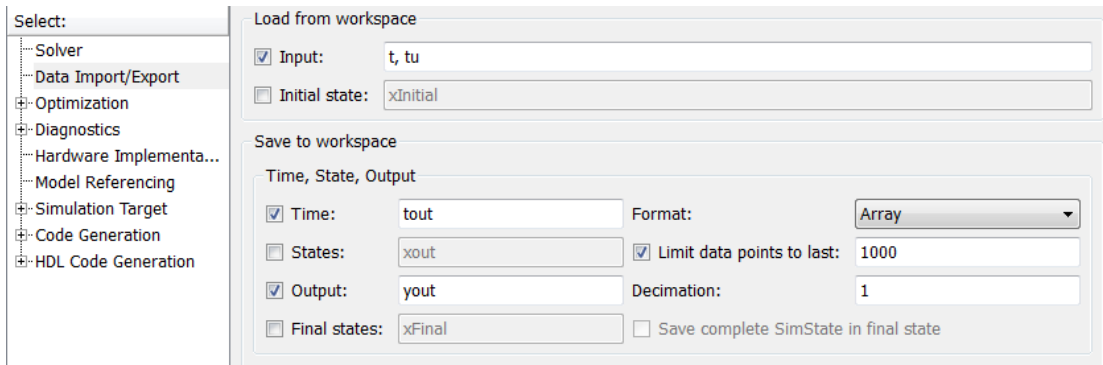 Select:
Solver
Data Import/Export
Optimization
Diagnostics
Hardware Implementa...
Model Referencing
Simulation Target
Code Generation
HDL Code Generation
Load from workspace
Input: t, tu
Initial state: xInitial
Save to workspace
Time, State, Output
Time: tout Format: Array
States: xout Limit data points to last: 1000
Output: yout Decimation: 1
Final states: xFinal Save complete SimState in final state